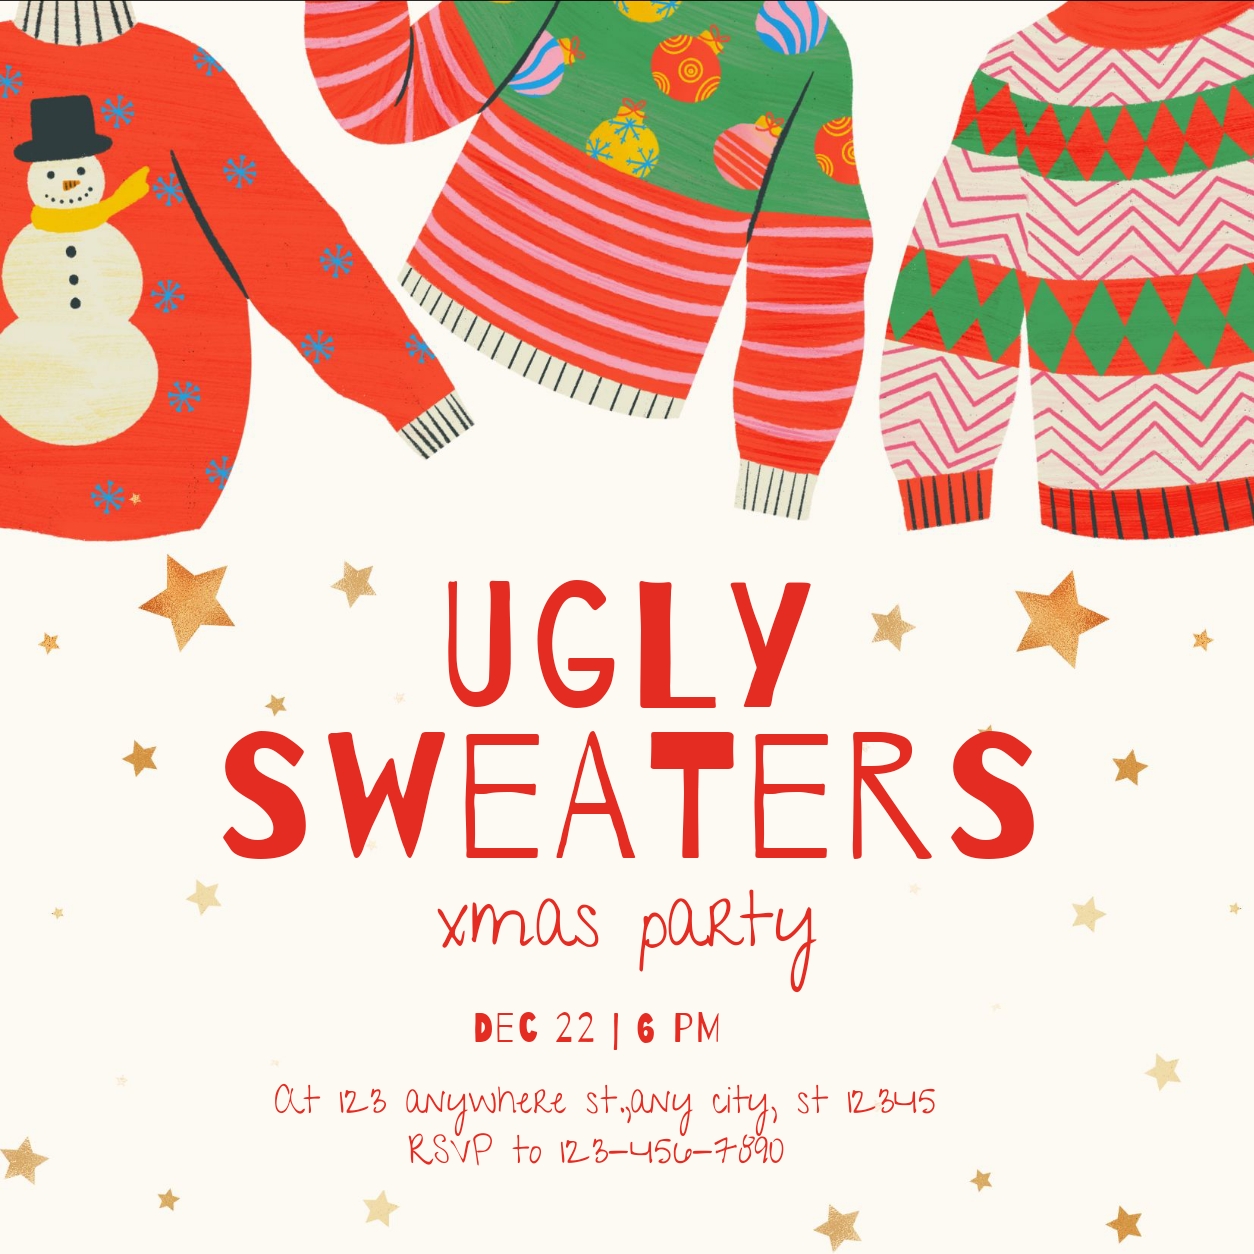 UGLY
SWEATERS
xmas party
DEC 22 | 6 PM
At 123 anywhere st.,any city, st 12345
RSVP to 123-456-7890